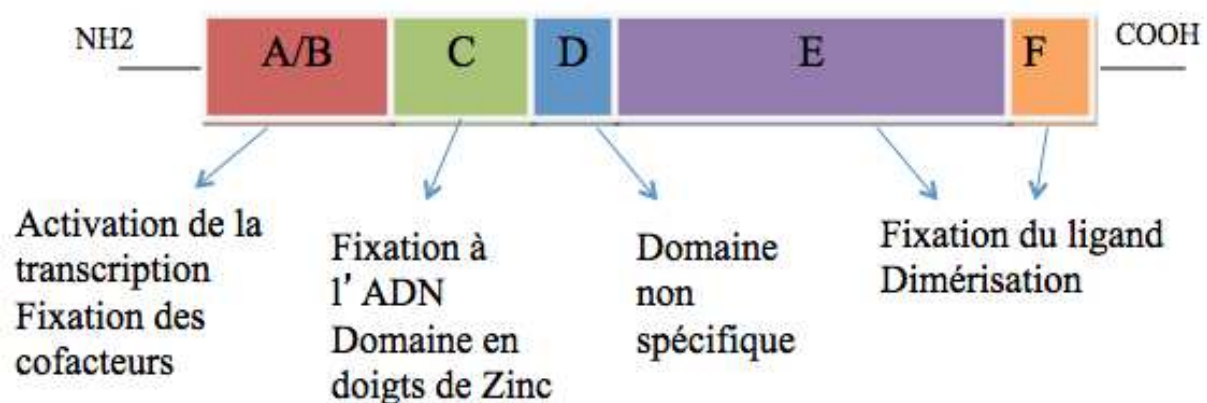 NH2
A/B
C
D
E
F
COOH
Activation de la
transcription
Fixation des
cofacteurs
Fixation à
l’ ADN
Domaine en
doigts de Zinc
Domaine
non
spécifique
Fixation du ligand
Dimérisation